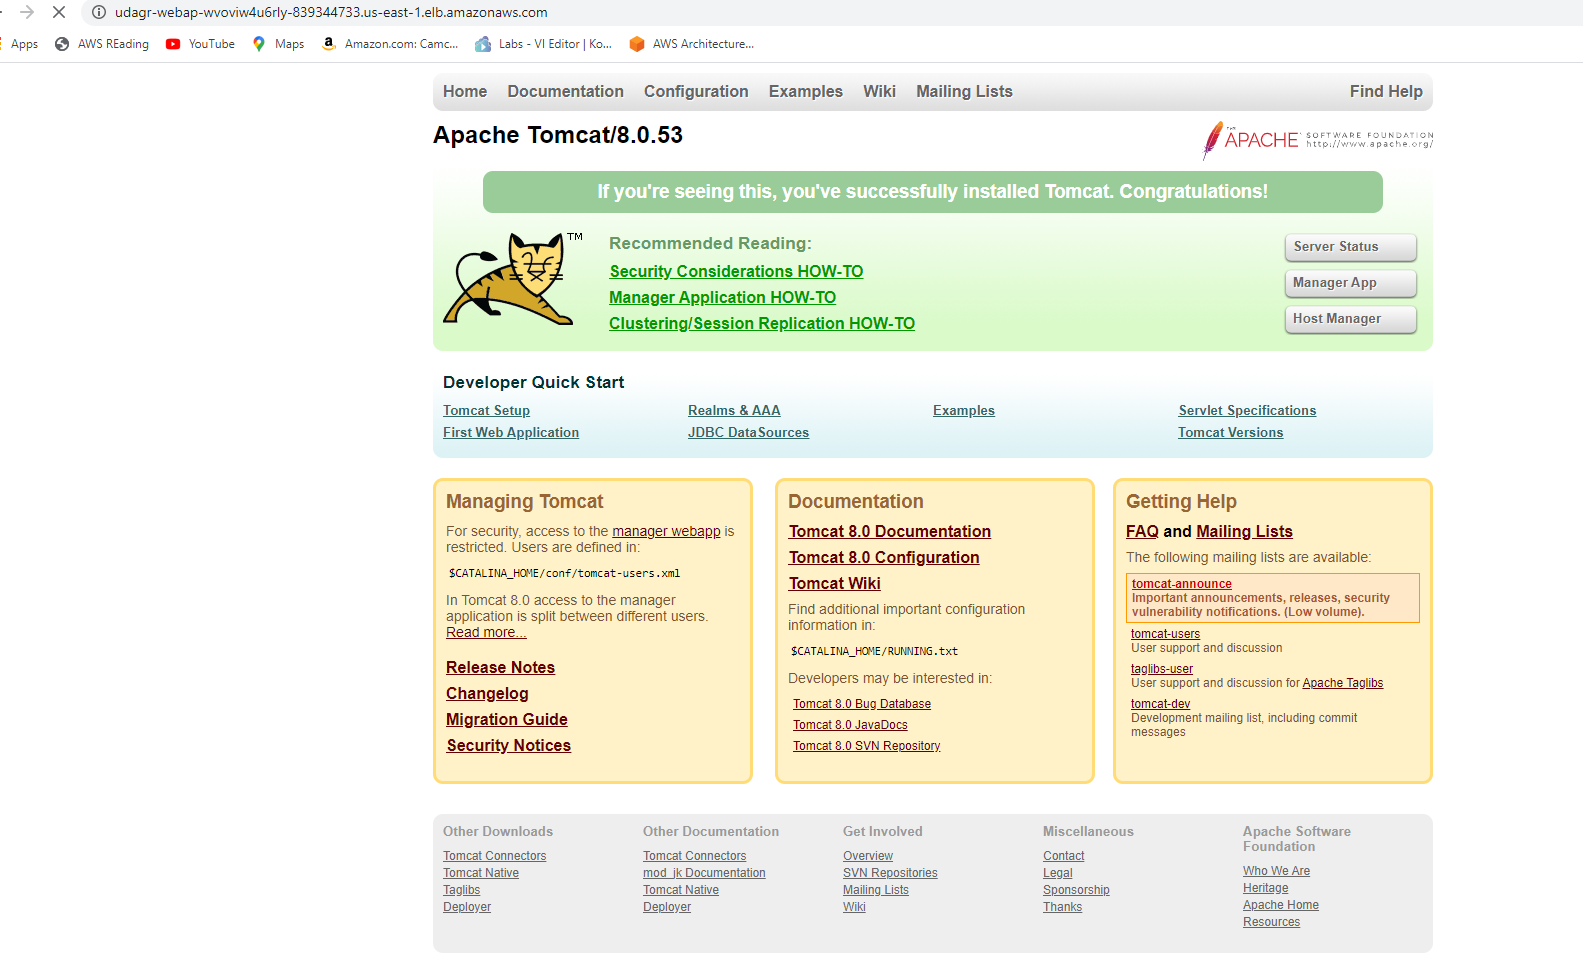 udagr-webap-wvoviw4u6rly-839344733.us-east-1.elb.amazonaws.com
Apps AWS REading YouTube Maps Amazon.com: Camc... Labs - VI Editor | Ko... AWS Architecture...
Home Documentation Configuration Examples Wiki Mailing Lists Find Help
Apache Tomcat/8.0.53
THE APACHE SOFTWARE FOUNDATION
http://www.apache.org/
If you're seeing this, you've successfully installed Tomcat. Congratulations!
TM
Recommended Reading:
Security Considerations HOW-TO
Manager Application HOW-TO
Clustering/Session Replication HOW-TO
Server Status
Manager App
Host Manager
Developer Quick Start
Tomcat Setup
First Web Application
Realms & AAA
JDBC DataSources
Examples
Servlet Specifications
Tomcat Versions
Managing Tomcat
For security, access to the manager webapp is
restricted. Users are defined in:
$CATALINA_HOME/conf/tomcat-users.xml
In Tomcat 8.0 access to the manager
application is split between different users.
Read more...
Release Notes
Changelog
Migration Guide
Security Notices
Documentation
Tomcat 8.0 Documentation
Tomcat 8.0 Configuration
Tomcat Wiki
Find additional important configuration
information in:
$CATALINA_HOME/RUNNING.txt
Developers may be interested in:
Tomcat 8.0 Bug Database
Tomcat 8.0 JavaDocs
Tomcat 8.0 SVN Repository
Getting Help
FAQ and Mailing Lists
The following mailing lists are available:
tomcat-announce
Important announcements, releases, security
vulnerability notifications. (Low volume).
tomcat-users
User support and discussion
taglibs-user
User support and discussion for Apache Taglibs
tomcat-dev
Development mailing list, including commit
messages
Other Downloads
Tomcat Connectors
Tomcat Native
Taglibs
Deployer
Other Documentation
Tomcat Connectors
mod_jk Documentation
Tomcat Native
Deployer
Get Involved
Overview
SVN Repositories
Mailing Lists
Wiki
Miscellaneous
Contact
Legal
Sponsorship
Thanks
Apache Software
Foundation
Who We Are
Heritage
Apache Home
Resources